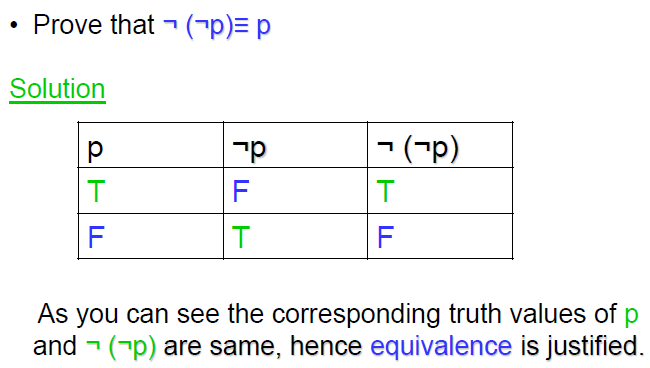 • Prove that ¬ (¬p)≡ p
Solution
p ¬p ¬ (¬p)
T F T
F T F
As you can see the corresponding truth values of p
and ¬ (¬p) are same, hence equivalence is justified.